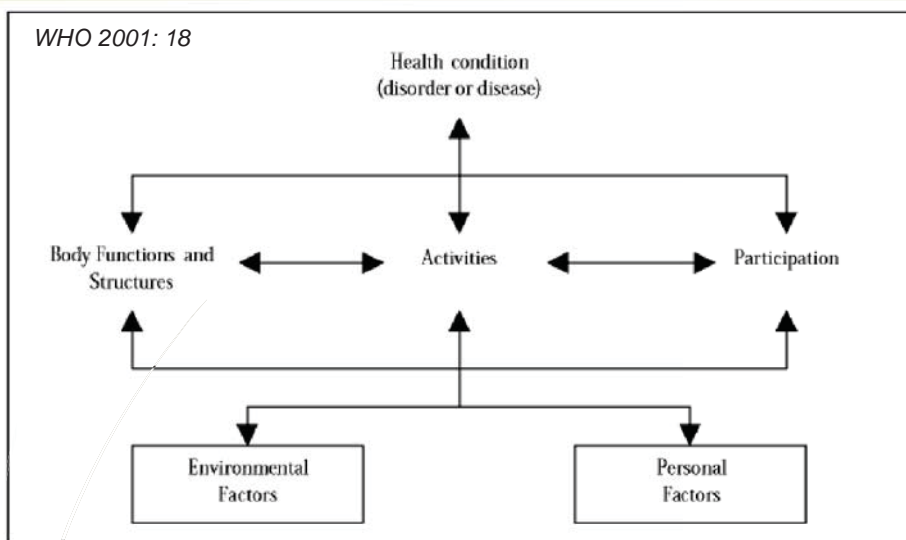 WHO 2001: 18
Health condition
(disorder or disease)
Body Functions and
Structures
Activities
Participation
Environmental
Factors
Personal
Factors